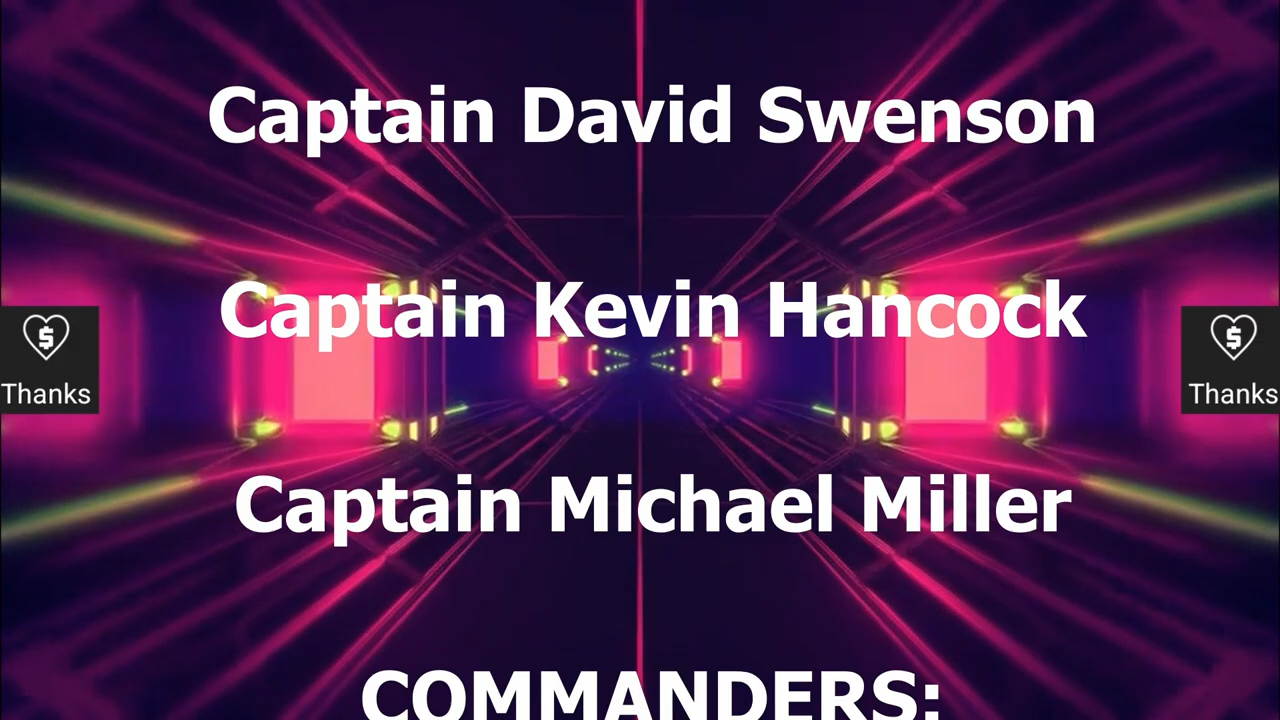 Captain David Swenson
Captain Kevin Hancock
Thanks
Thanks
Captain Michael Miller
COMMANDERS: